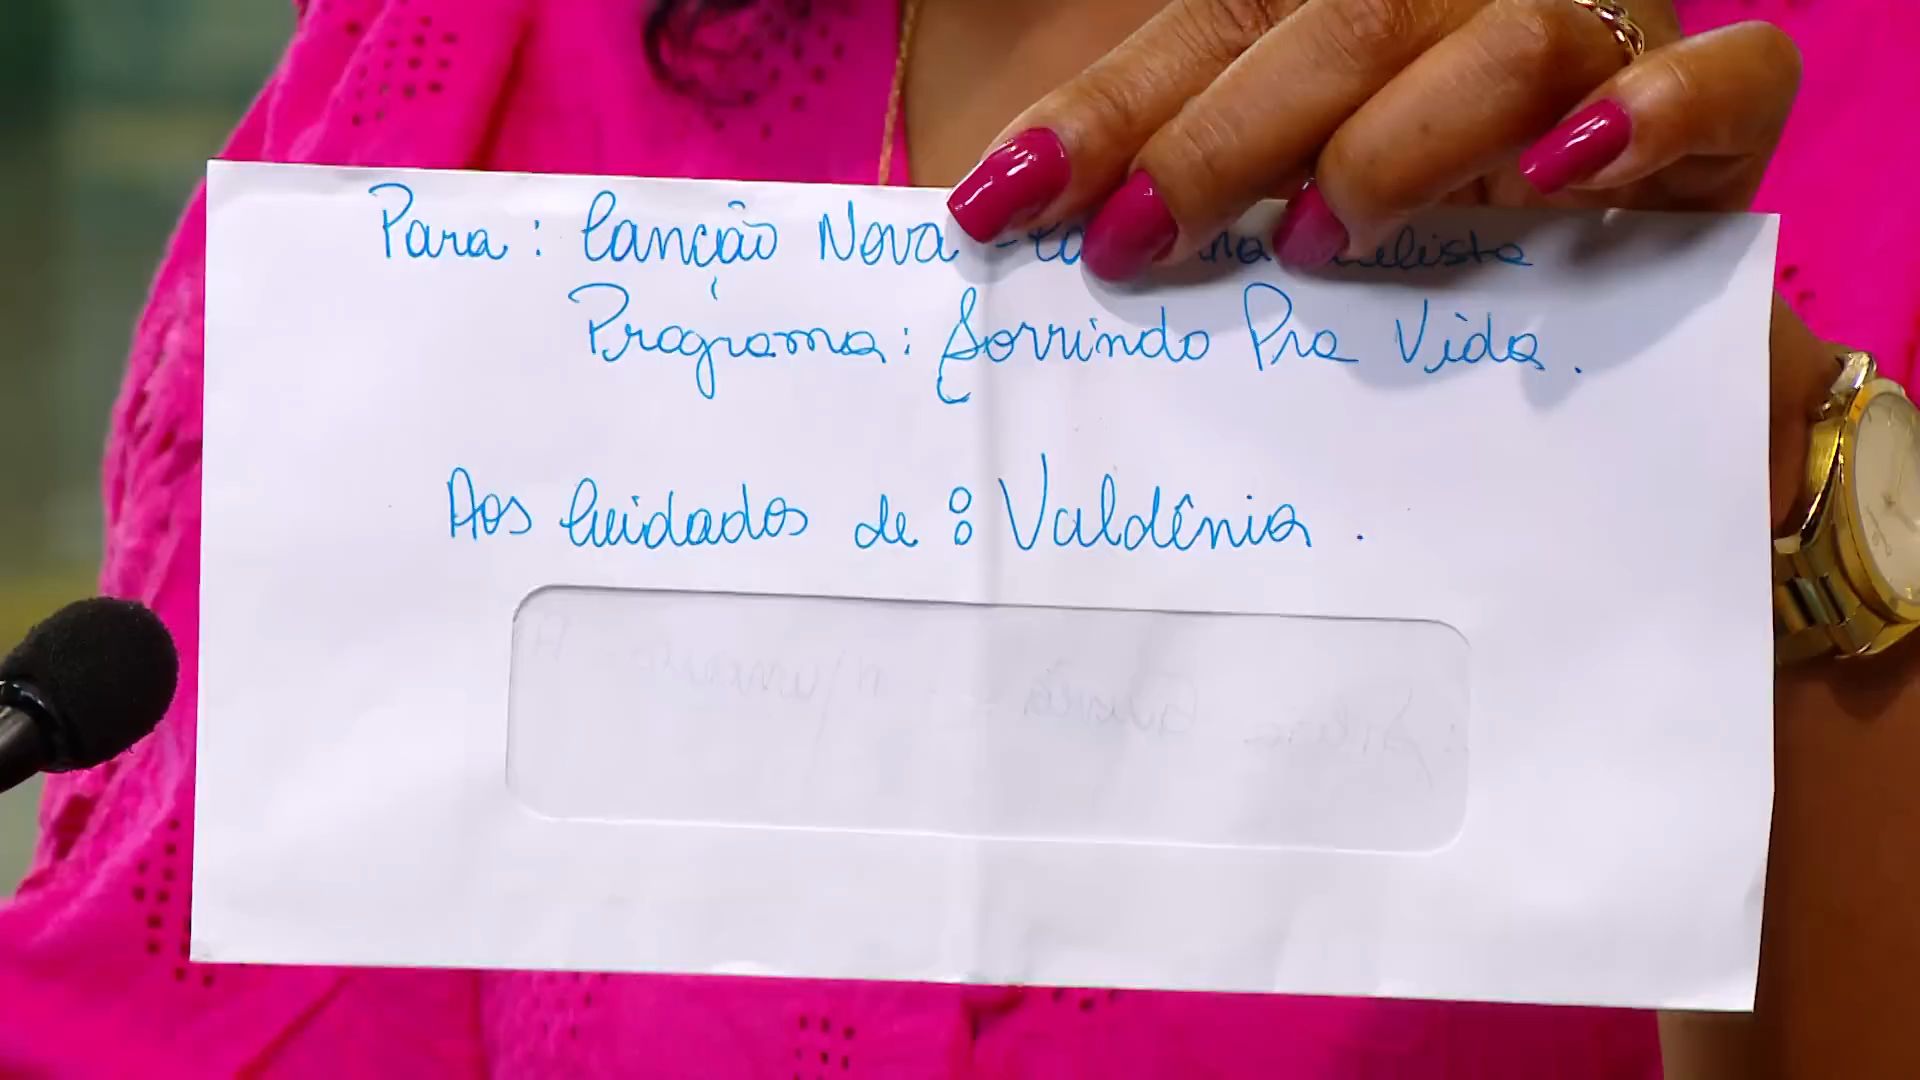 Para: Canção Nova -
Programa: Sorrindo Pra Vida.
Aos Cuidados de: Valdênia.